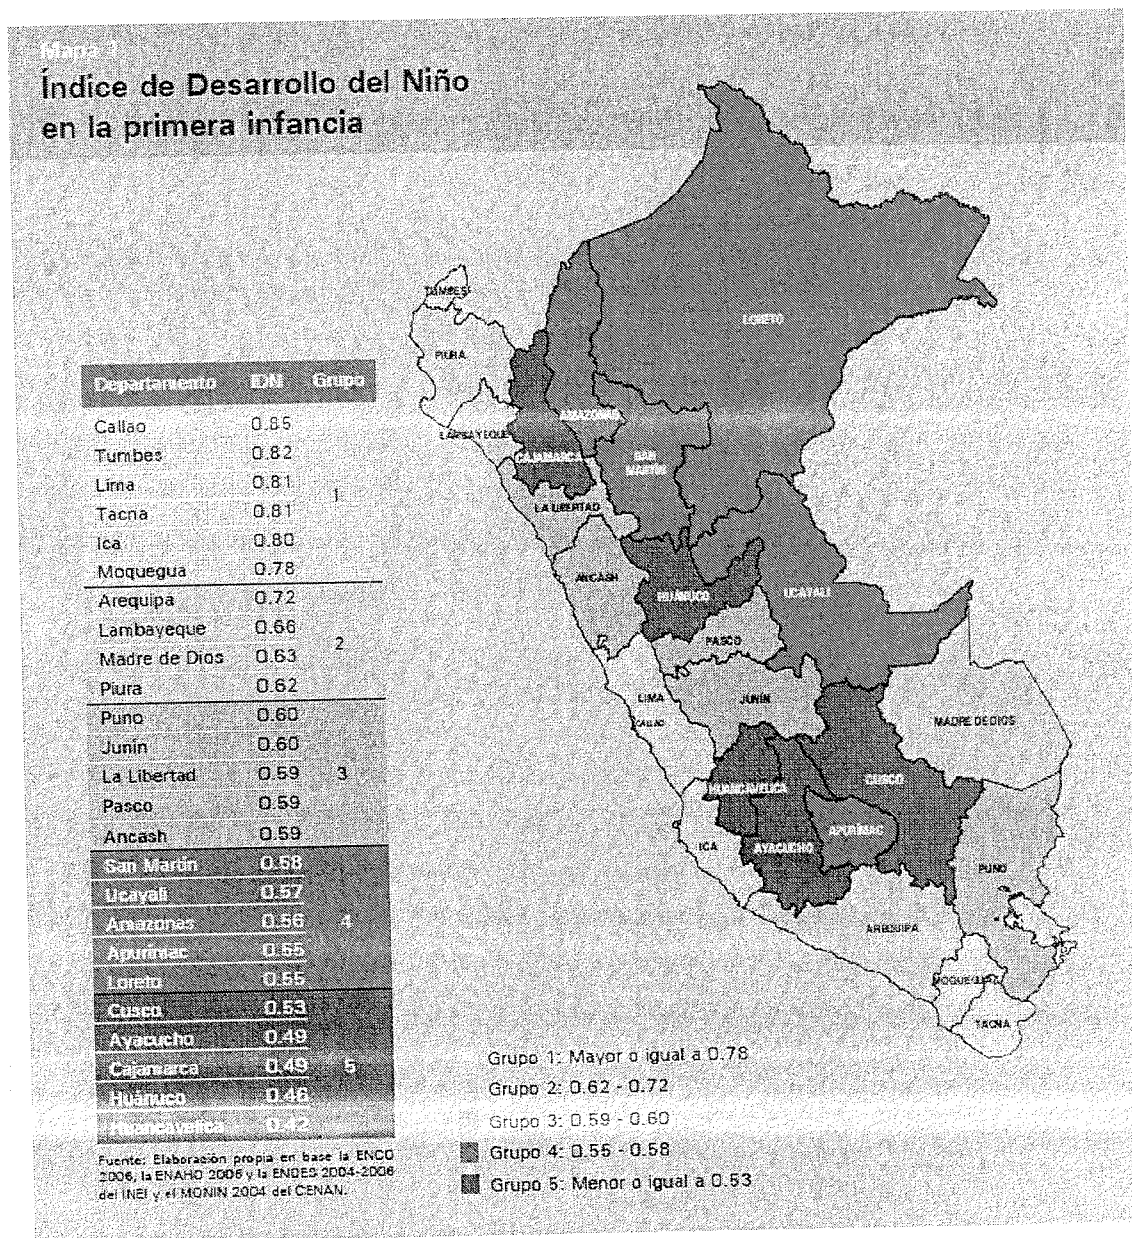 Mapa 1
Índice de Desarrollo del Niño
en la primera infancia
Departamento IDN Grupo
Callao 0.85
Tumbes 0.82
Lima 0.81
1
Tacna 0.81
Ica 0.80
Moquegua 0.78
Arequipa 0.72
Lambayeque 0.66
2
Madre de Dios 0.63
Piura 0.62
Puno 0.60
Junín 0.60
La Libertad 0.59 3
Pasco 0.59
Ancash 0.59
San Martín 0.58
Ucayali 0.57
Amazonas 0.56 4
Apurímac 0.55
Loreto 0.55
Cusco 0.53
Ayacucho 0.49
Cajamarca 0.49 5
Huánuco 0.46
Huancavelica 0.42
Fuente: Elaboración propia en base la ENCO
2006, la ENAHO 2006 y la ENDES 2004-2006
del INEI y el MONIN 2004 del CENAN.
TUMBES
LORETO
PIURA
AMAZONAS
LAMBAYEQUE
CAJAMARCA
SAN
MARTÍN
LA LIBERTAD
ANCASH
HUÁNUCO
UCAYALI
PASCO
LIMA
JUNÍN
CALLAO
MADRE DE DIOS
CUSCO
HUANCAVELICA
APURÍMAC
ICA
AYACUCHO
PUNO
AREQUIPA
MOQUEGUA
TACNA
Grupo 1: Mayor o igual a 0.78
Grupo 2: 0.62 - 0.72
Grupo 3: 0.59 - 0.60
Grupo 4: 0.55 - 0.58
Grupo 5: Menor o igual a 0.53